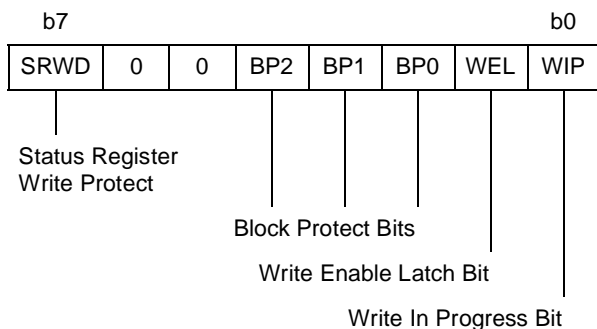 b7 b0
SRWD 0 0 BP2 BP1 BP0 WEL WIP
Status Register
Write Protect
Block Protect Bits
Write Enable Latch Bit
Write In Progress Bit